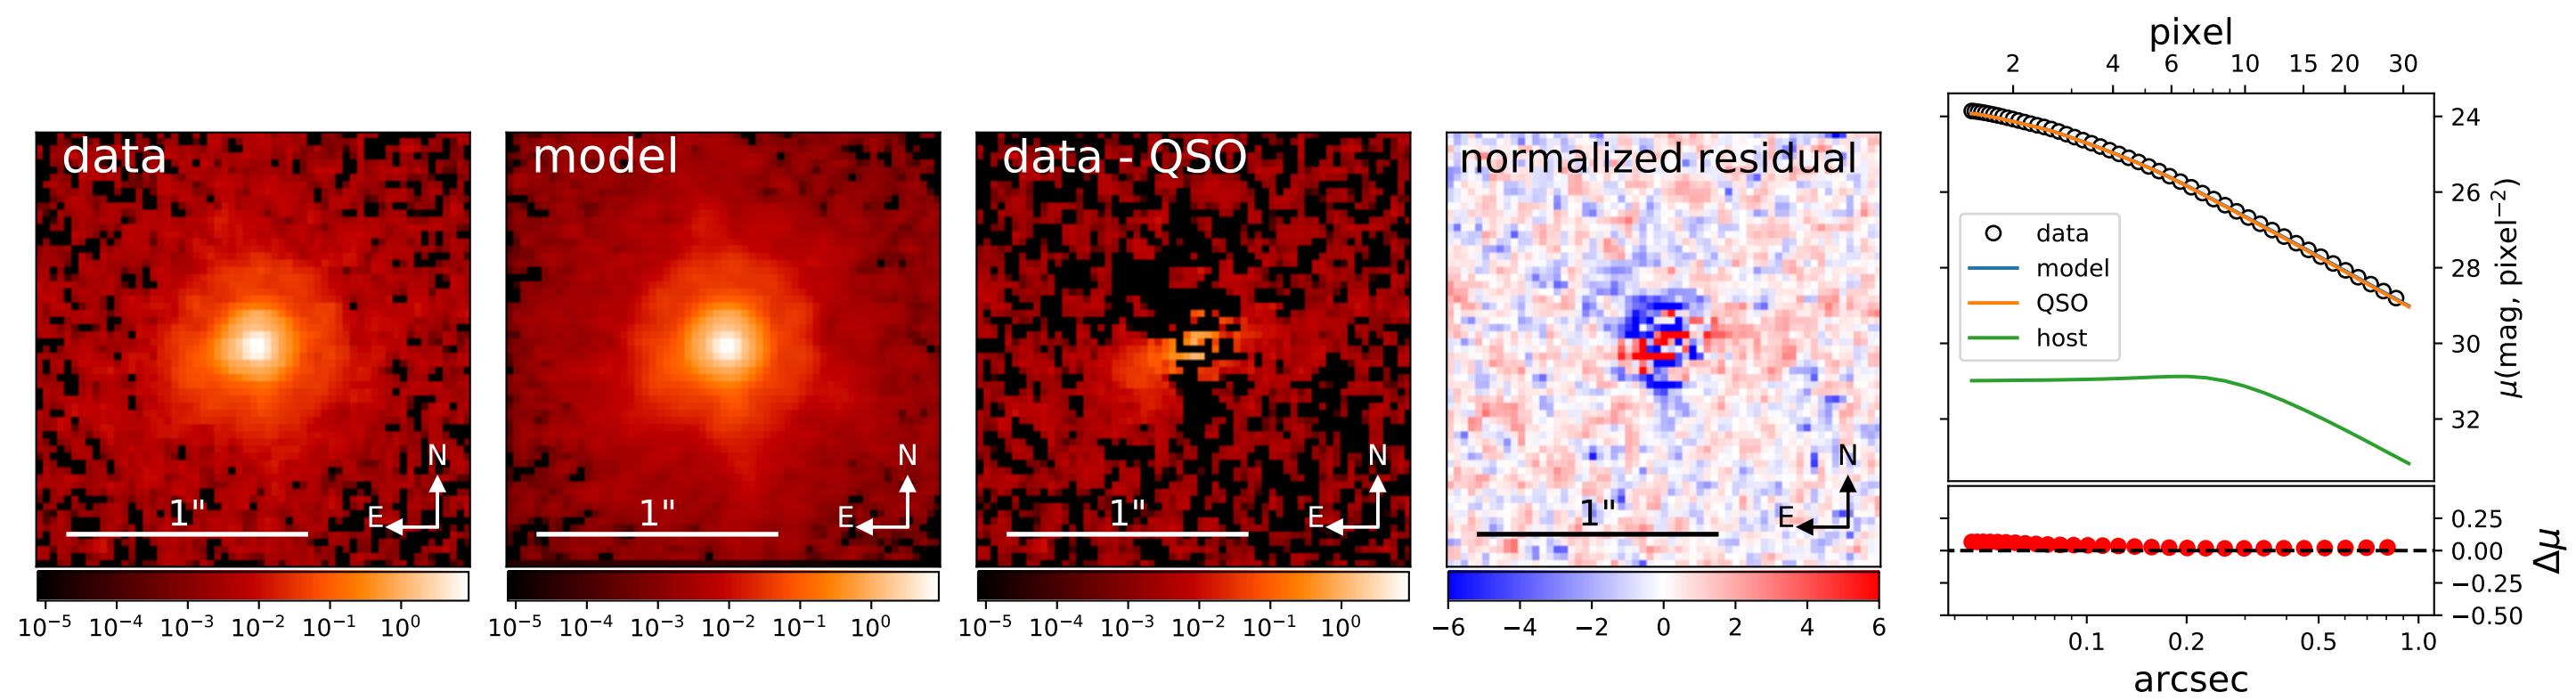 data
N
E
1"
10⁻⁵ 10⁻⁴ 10⁻³ 10⁻² 10⁻¹ 10⁰
model
N
E
1"
10⁻⁵ 10⁻⁴ 10⁻³ 10⁻² 10⁻¹ 10⁰
data - QSO
N
E
1"
10⁻⁵ 10⁻⁴ 10⁻³ 10⁻² 10⁻¹ 10⁰
normalized residual
N
E
1"
−6 −4 −2 0 2 4 6
pixel
2 4 6 10 15 20 30
data
model
QSO
host
24
26
28
30
32
μ(mag, pixel⁻²)
0.25
0.00
−0.25
−0.50
Δμ
0.1 0.2 0.5 1.0
arcsec